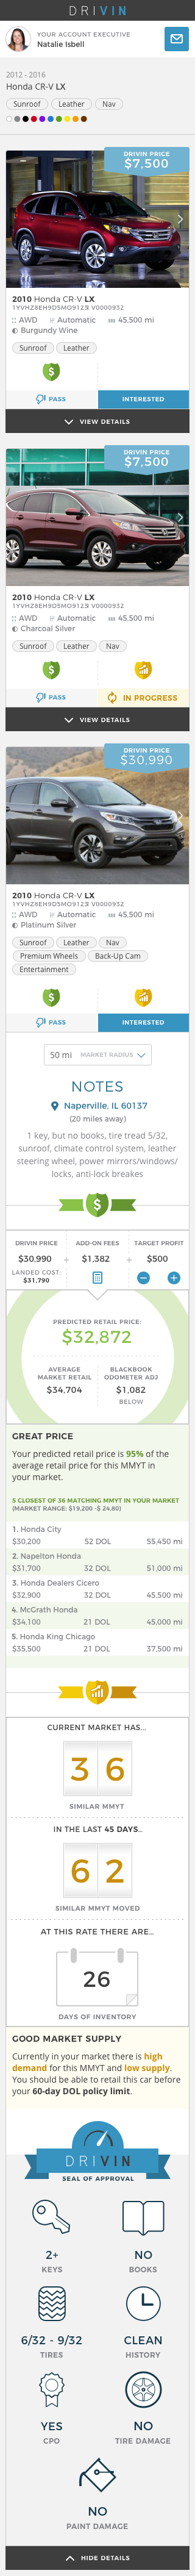 DRIVIN
YOUR ACCOUNT EXECUTIVE
Natalie Isbell
2012 - 2016
Honda CR-V LX
Sunroof Leather Nav
DRIVIN PRICE
$7,500
2010 Honda CR-V LX
1YVHZ8EH9D5MO9123 V0000932
AWD Automatic 45,500 mi
Burgundy Wine
Sunroof Leather
PASS INTERESTED
VIEW DETAILS
DRIVIN PRICE
$7,500
2010 Honda CR-V LX
1YVHZ8EH9D5MO9123 V0000932
AWD Automatic 45,500 mi
Charcoal Silver
Sunroof Leather Nav
PASS IN PROGRESS
VIEW DETAILS
DRIVIN PRICE
$30,990
2010 Honda CR-V LX
1YVHZ8EH9D5MO9123 V0000932
AWD Automatic 45,500 mi
Platinum Silver
Sunroof Leather Nav
Premium Wheels Back-Up Cam
Entertainment
PASS INTERESTED
50 mi MARKET RADIUS
NOTES
Naperville, IL 60137
(20 miles away)
1 key, but no books, tire tread 5/32,
sunroof, climate control system, leather
steering wheel, power mirrors/windows/
locks, anti-lock breakes
DRIVIN PRICE ADD-ON FEES TARGET PROFIT
$30,990 + $1,382 + $500
LANDED COST:
$31,790
PREDICTED RETAIL PRICE:
$32,872
AVERAGE MARKET RETAIL
$34,704
BLACKBOOK ODOMETER ADJ
$1,082
BELOW
GREAT PRICE
Your predicted retail price is 95% of the
average retail price for this MMYT in
your market.
5 CLOSEST OF 36 MATCHING MMYT IN YOUR MARKET
(MARKET RANGE: $19,200 -$ 24,80)
1. Honda City
$30,200 52 DOL 55,450 mi
2. Napelton Honda
$31,700 32 DOL 51,000 mi
3. Honda Dealers Cicero
$32,900 32 DOL 45,500 mi
4. McGrath Honda
$34,100 21 DOL 45,000 mi
5. Honda King Chicago
$35,500 21 DOL 37,500 mi
CURRENT MARKET HAS...
36
SIMILAR MMYT
IN THE LAST 45 DAYS...
62
SIMILAR MMYT MOVED
AT THIS RATE THERE ARE...
26
DAYS OF INVENTORY
GOOD MARKET SUPPLY
Currently in your market there is high
demand for this MMYT and low supply.
You should be able to retail this car before
your 60-day DOL policy limit.
DRIVIN
SEAL OF APPROVAL
2+
KEYS
NO
BOOKS
6/32 - 9/32
TIRES
CLEAN
HISTORY
YES
CPO
NO
TIRE DAMAGE
NO
PAINT DAMAGE
HIDE DETAILS